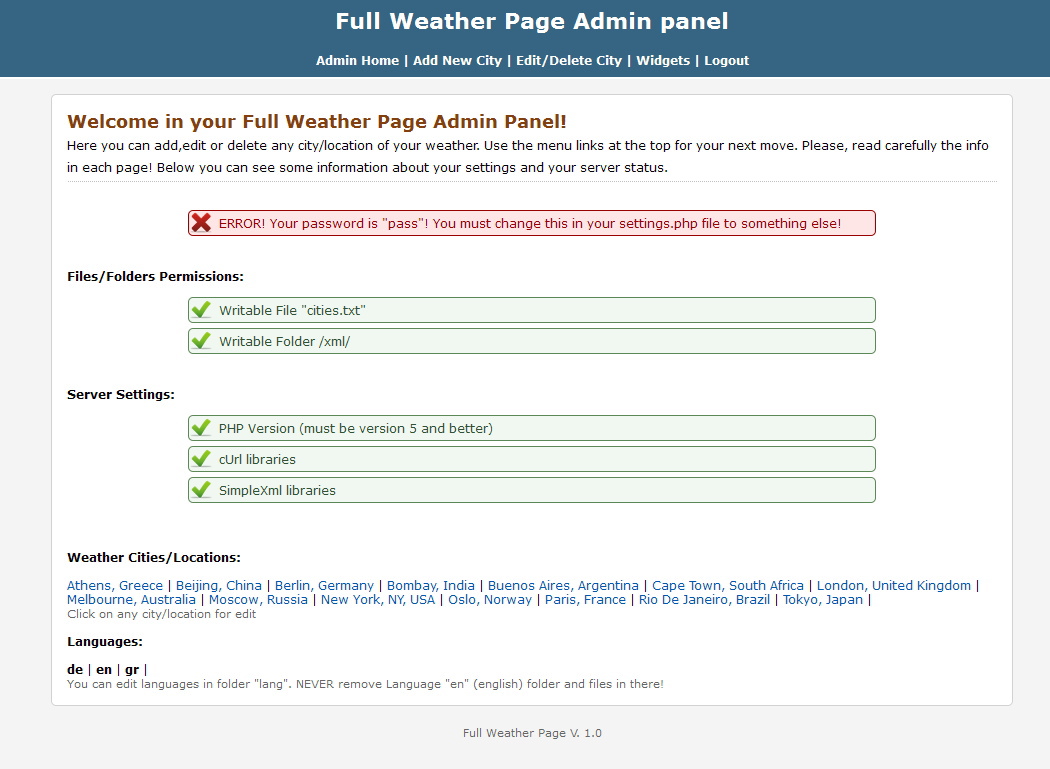 Full Weather Page Admin panel
Admin Home | Add New City | Edit/Delete City | Widgets | Logout
Welcome in your Full Weather Page Admin Panel!
Here you can add,edit or delete any city/location of your weather. Use the menu links at the top for your next move. Please, read carefully the info
in each page! Below you can see some information about your settings and your server status.
ERROR! Your password is "pass"! You must change this in your settings.php file to something else!
Files/Folders Permissions:
Writable File "cities.txt"
Writable Folder /xml/
Server Settings:
PHP Version (must be version 5 and better)
cUrl libraries
SimpleXml libraries
Weather Cities/Locations:
Athens, Greece | Beijing, China | Berlin, Germany | Bombay, India | Buenos Aires, Argentina | Cape Town, South Africa | London, United Kingdom |
Melbourne, Australia | Moscow, Russia | New York, NY, USA | Oslo, Norway | Paris, France | Rio De Janeiro, Brazil | Tokyo, Japan |
Click on any city/location for edit
Languages:
de | en | gr |
You can edit languages in folder "lang". NEVER remove Language "en" (english) folder and files in there!
Full Weather Page V. 1.0